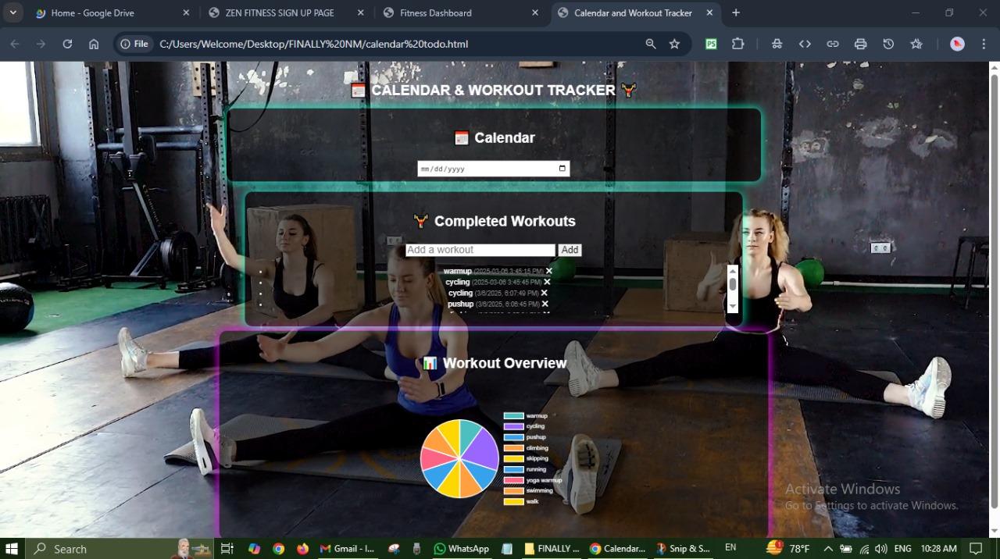 Home - Google Drive
ZEN FITNESS SIGN UP PAGE
Fitness Dashboard
Calendar and Workout Tracker
File
C:/Users/Welcome/Desktop/FINALLY%20NM/calendar%20todo.html
PS
CALENDAR & WORKOUT TRACKER
Calendar
mm/dd/yyyy
Completed Workouts
Add a workout Add
warmup (2025-03-06 3:45:15 PM)
cycling (2025-03-06 3:45:45 PM)
cycling (3/6/2025, 6:07:49 PM)
pushup (3/6/2025, 6:08:45 PM)
Workout Overview
warmup
cycling
pushup
climbing
skipping
running
yoga warmup
swimming
walk
Activate Windows
Go to Settings to activate Windows.
Search
Gmail - I...
WhatsApp
FINALLY ...
Calendar...
Snip & S...
EN
1
78°F
ENG
10:28 AM